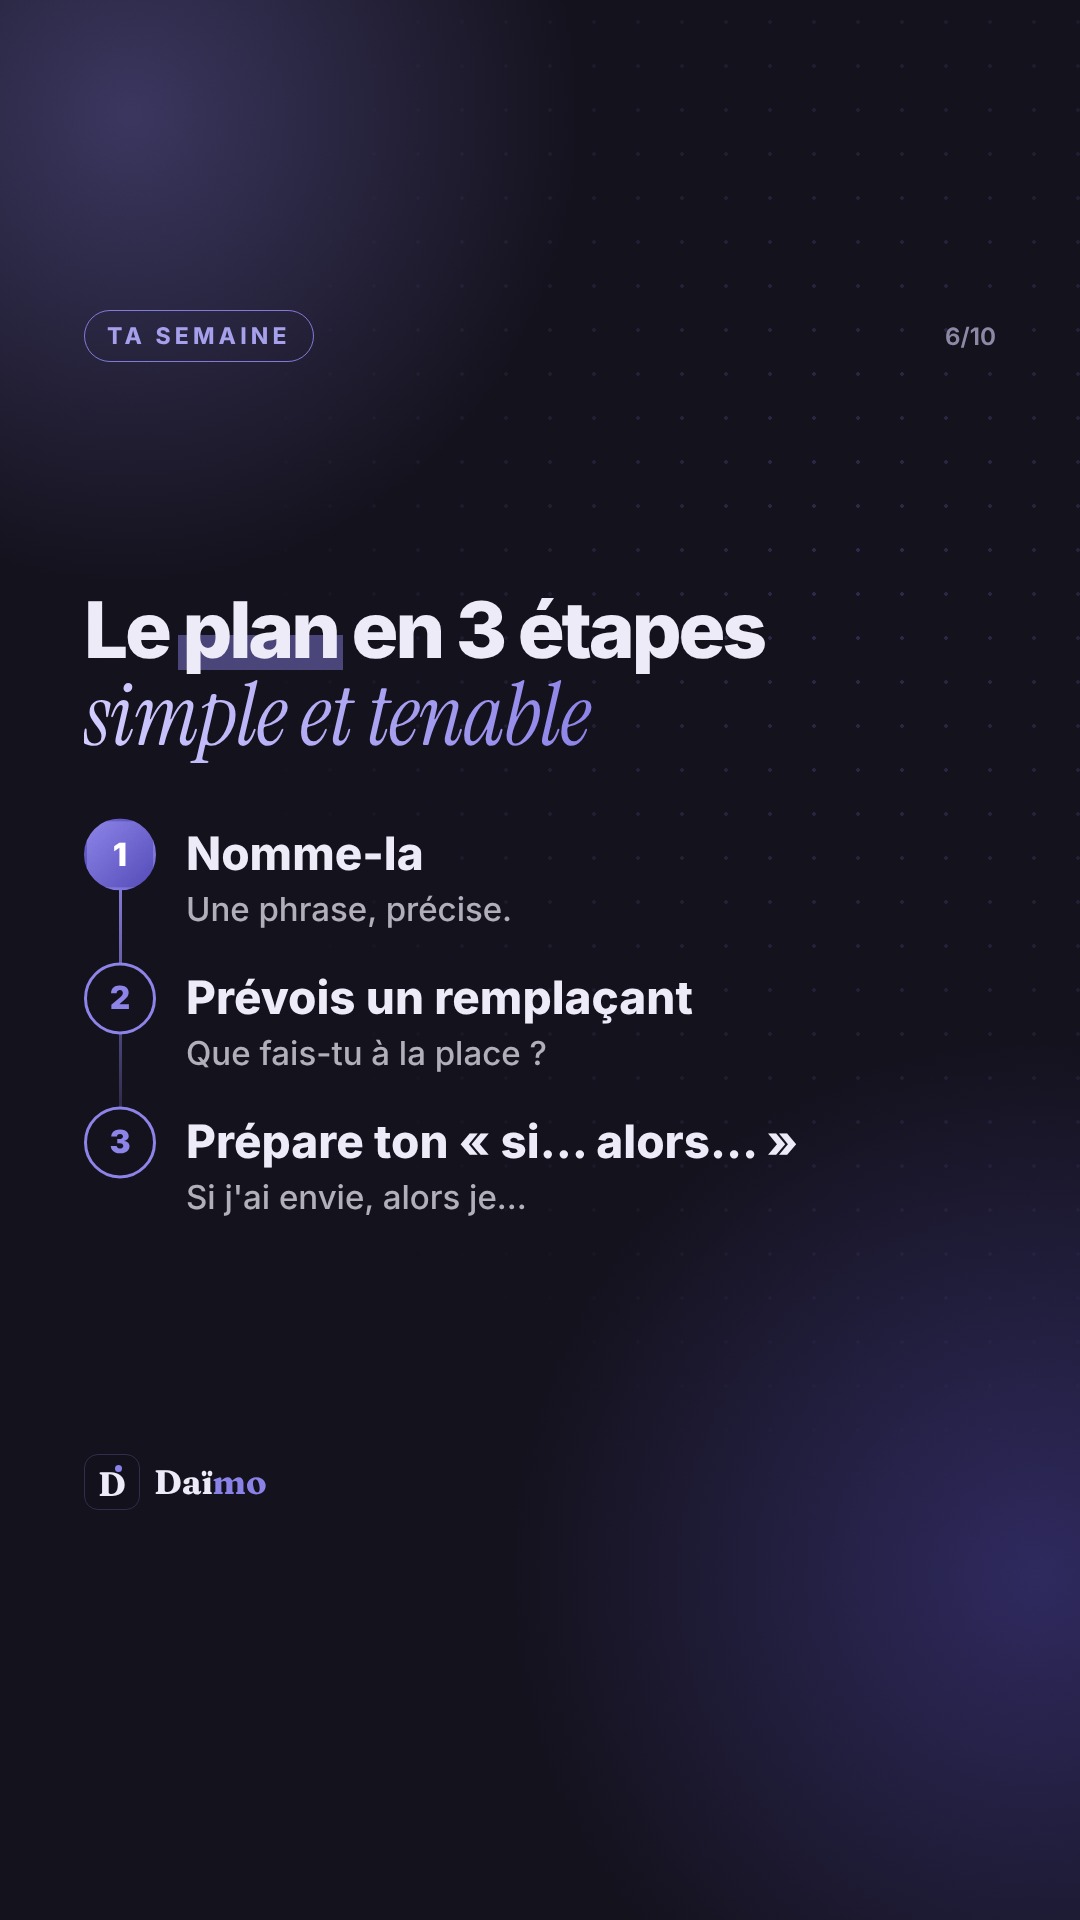 TA SEMAINE
6/10
Le plan en 3 étapes
simple et tenable
1
Nomme-la
Une phrase, précise.
2
Prévois un remplaçant
Que fais-tu à la place ?
3
Prépare ton « si... alors... »
Si j'ai envie, alors je...
D
Daïmo